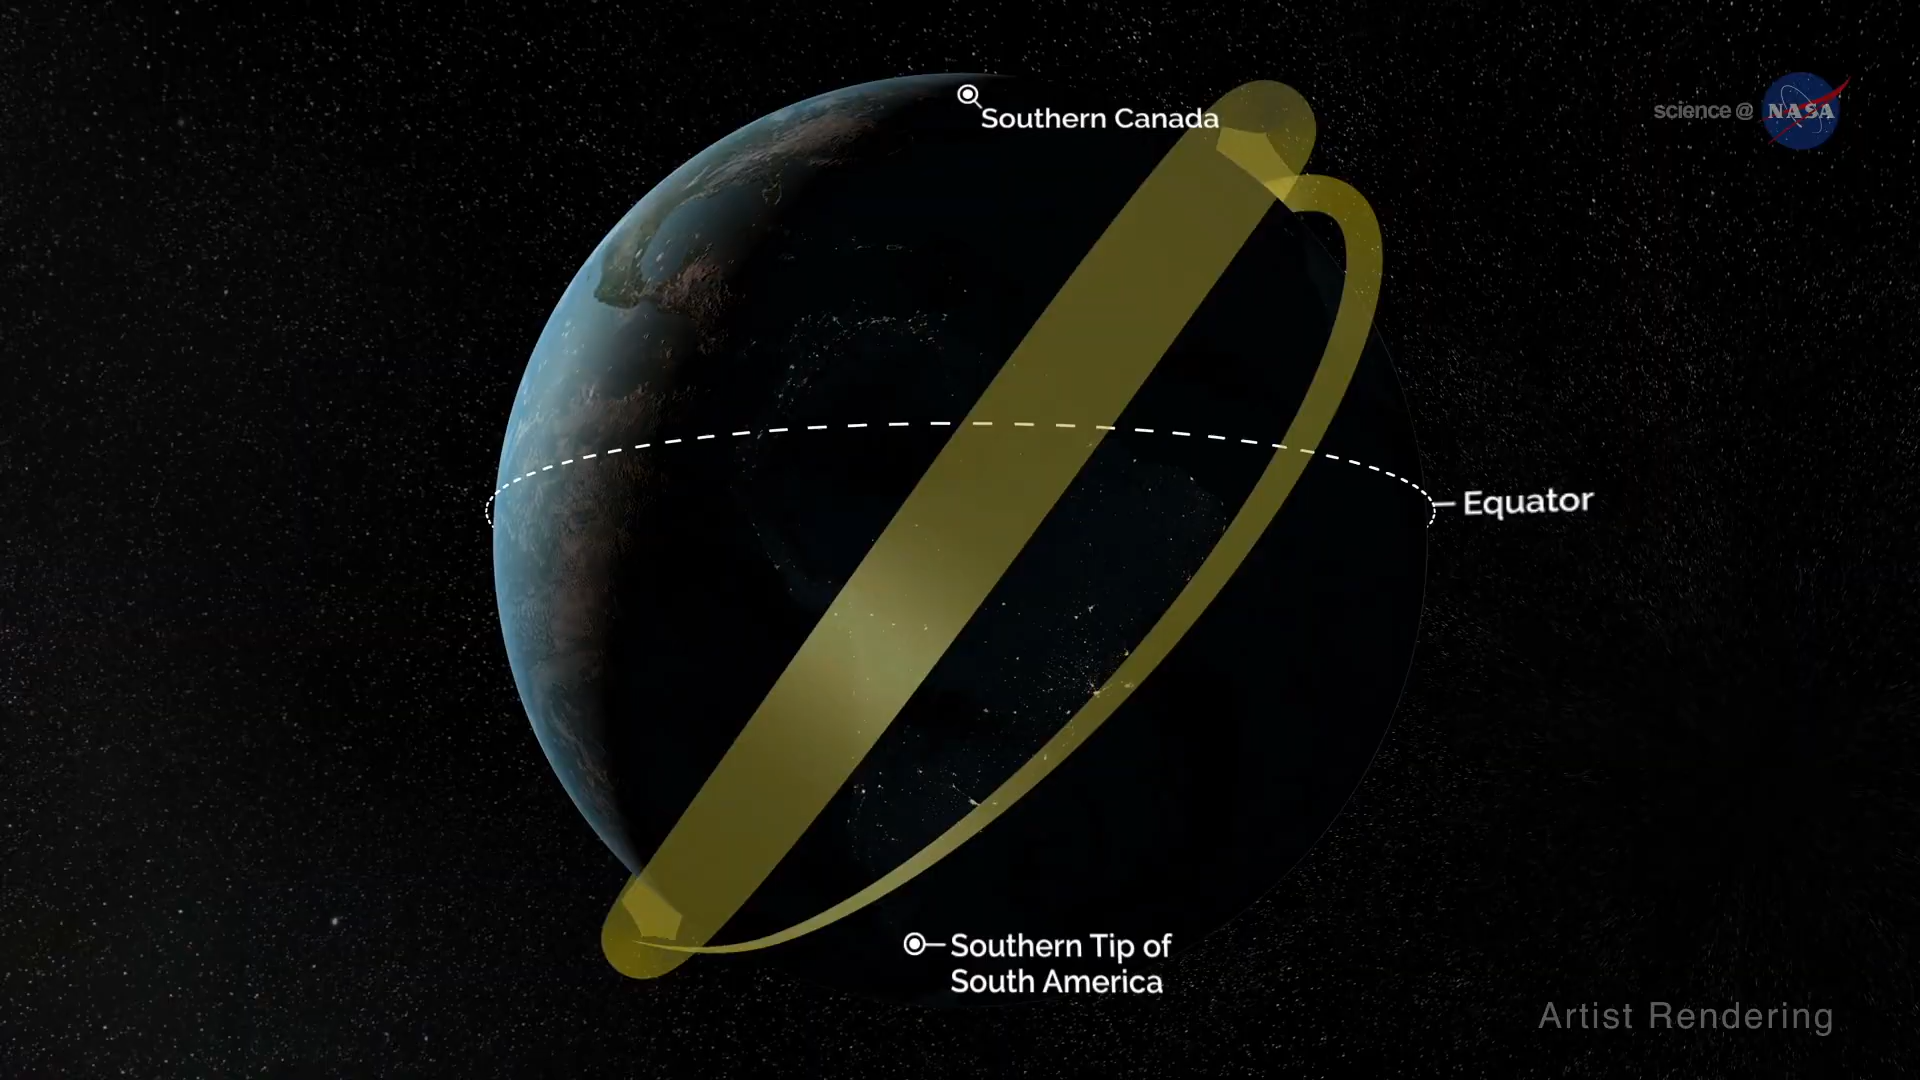 Southern Canada
science @ NASA
Equator
Southern Tip of
South America
Artist Rendering